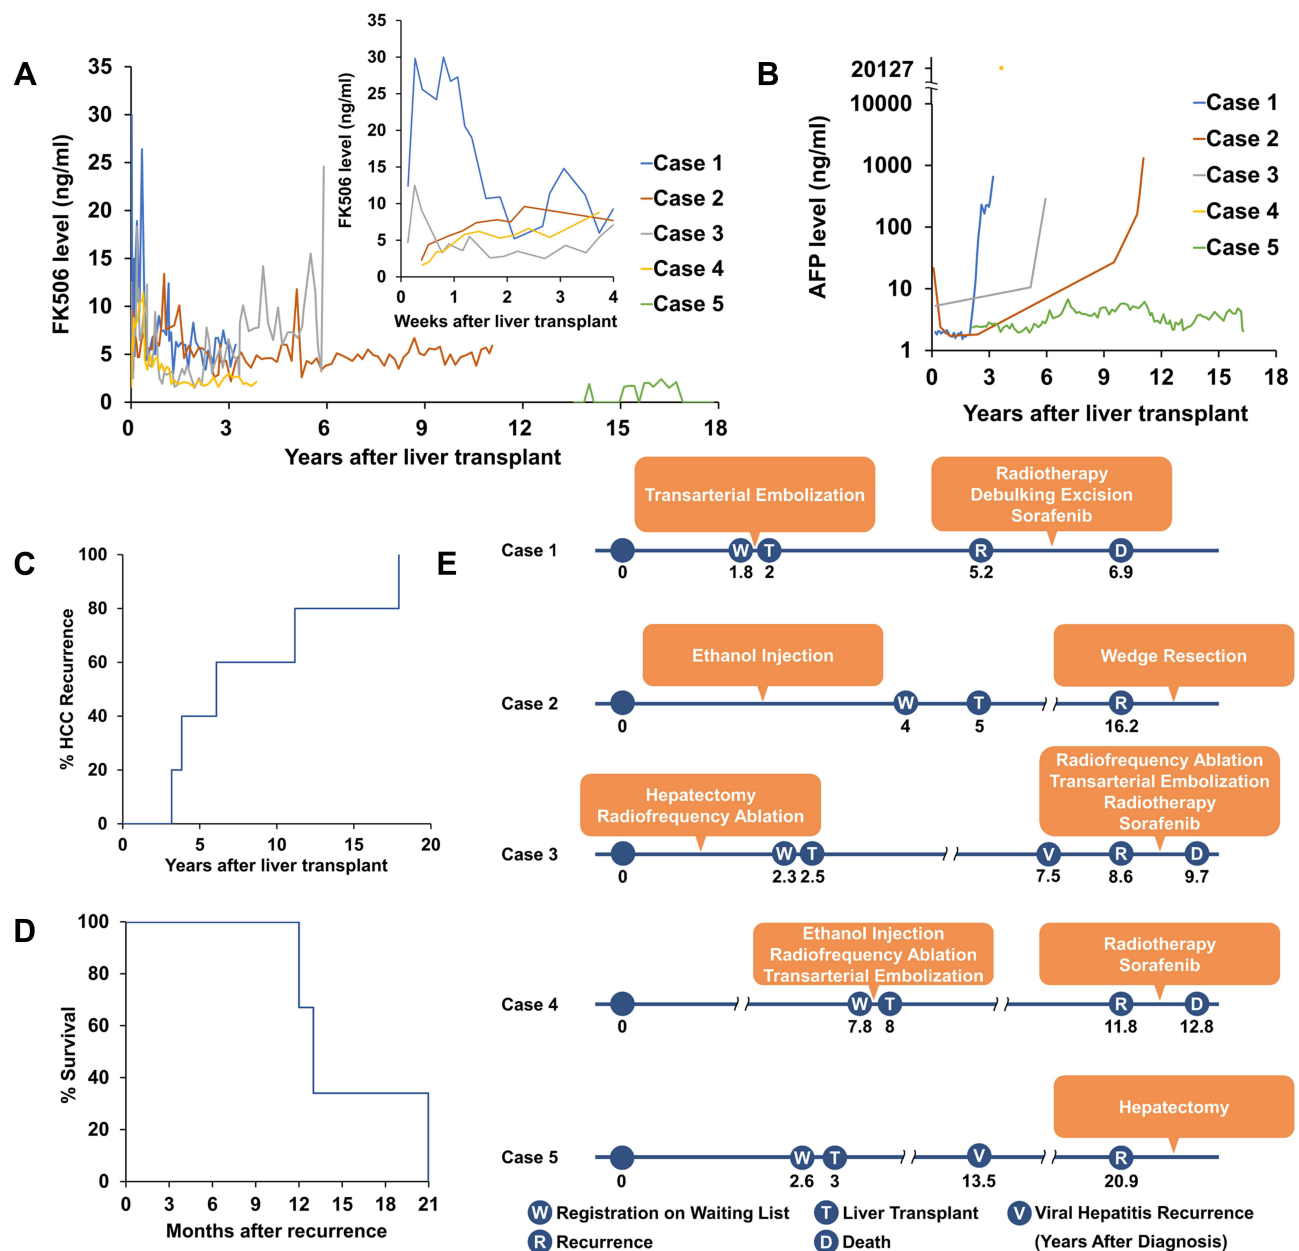 A
FK506 level (ng/ml)
35
30
25
20
15
10
5
0
0 3 6 9 12 15 18
Years after liver transplant
FK506 level (ng/ml)
35
30
25
20
15
10
5
0
0 1 2 3 4
Weeks after liver transplant
Case 1
Case 2
Case 3
Case 4
Case 5
B
AFP level (ng/ml)
20127
10000
1000
100
10
1
0 3 6 9 12 15 18
Years after liver transplant
Case 1
Case 2
Case 3
Case 4
Case 5
C
% HCC Recurrence
100
80
60
40
20
0
0 5 10 15 20
Years after liver transplant
D
% Survival
100
80
60
40
20
0
0 3 6 9 12 15 18 21
Months after recurrence
E
Transarterial Embolization
Radiotherapy
Debulking Excision
Sorafenib
Case 1
W T R D
0 1.8 2 5.2 6.9
Ethanol Injection
Wedge Resection
Case 2
W T R
0 4 5 16.2
Hepatectomy
Radiofrequency Ablation
Radiofrequency Ablation
Transarterial Embolization
Radiotherapy
Sorafenib
Case 3
W T V R D
0 2.3 2.5 7.5 8.6 9.7
Ethanol Injection
Radiofrequency Ablation
Transarterial Embolization
Radiotherapy
Sorafenib
Case 4
W T R D
0 7.8 8 11.8 12.8
Hepatectomy
Case 5
W T V R
0 2.6 3 13.5 20.9
W Registration on Waiting List
T Liver Transplant
V Viral Hepatitis Recurrence
R Recurrence
D Death
(Years After Diagnosis)